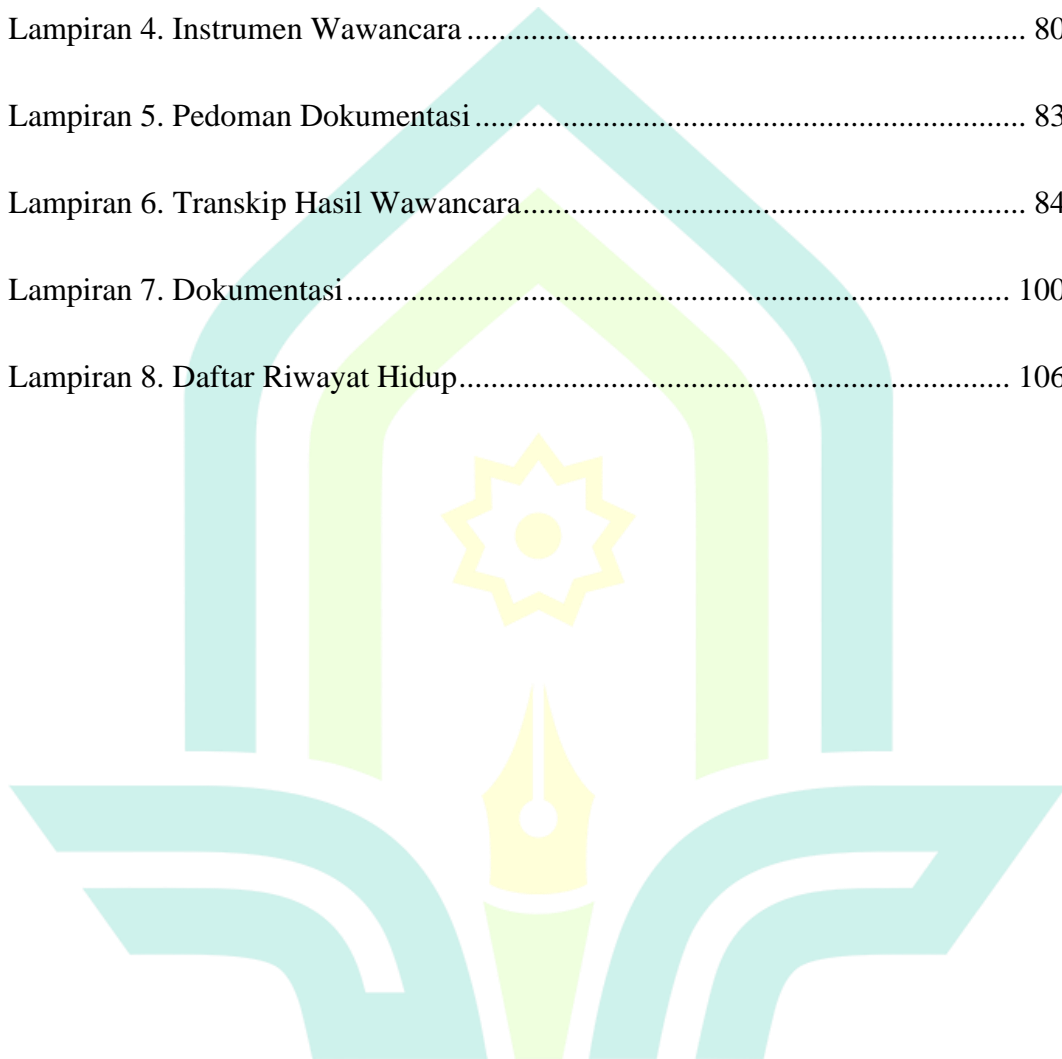 Lampiran 4. Instrumen Wawancara ..................................................................... 80
Lampiran 5. Pedoman Dokumentasi .................................................................... 83
Lampiran 6. Transkip Hasil Wawancara .............................................................. 84
Lampiran 7. Dokumentasi .................................................................................. 100
Lampiran 8. Daftar Riwayat Hidup .................................................................... 106